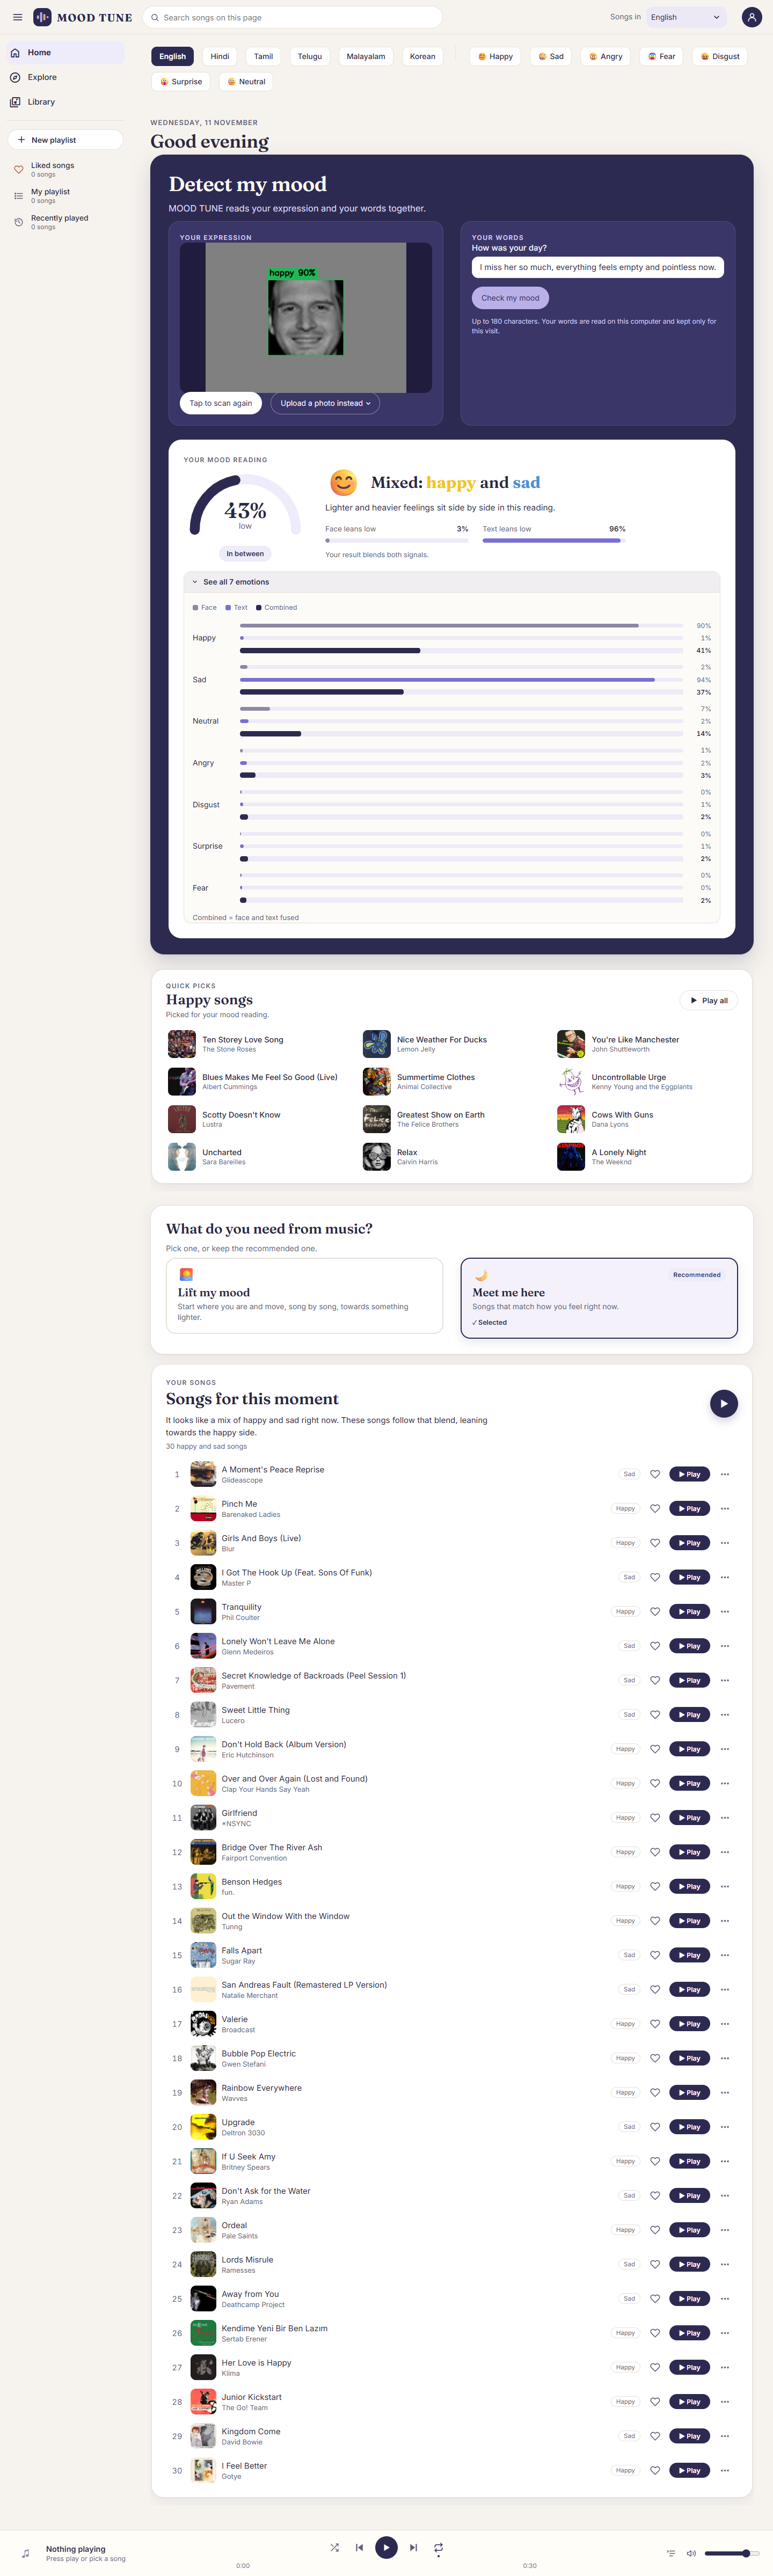 MOOD TUNE
Search songs on this page
Songs in
English
Home
Explore
Library
New playlist
Liked songs
0 songs
My playlist
0 songs
Recently played
0 songs
English Hindi Tamil Telugu Malayalam Korean Happy Sad Angry Fear Disgust
Surprise Neutral
WEDNESDAY, 11 NOVEMBER
Good evening
Detect my mood
MOOD TUNE reads your expression and your words together.
YOUR EXPRESSION
happy 90%
Tap to scan again
Upload a photo instead
YOUR WORDS
How was your day?
I miss her so much, everything feels empty and pointless now.
Check my mood
Up to 180 characters. Your words are read on this computer and kept only for
this visit.
YOUR MOOD READING
43%
low
In between
Mixed: happy and sad
Lighter and heavier feelings sit side by side in this reading.
Face leans low 3%
Text leans low 96%
Your result blends both signals.
See all 7 emotions
Face Text Combined
Happy
90%
1%
41%
Sad
2%
94%
37%
Neutral
7%
2%
14%
Angry
1%
2%
3%
Disgust
0%
1%
2%
Surprise
0%
1%
2%
Fear
0%
0%
2%
Combined = face and text fused
QUICK PICKS
Happy songs
Picked for your mood reading.
Play all
Ten Storey Love Song
The Stone Roses
Nice Weather For Ducks
Lemon Jelly
You're Like Manchester
John Shuttleworth
Blues Makes Me Feel So Good (Live)
Albert Cummings
Summertime Clothes
Animal Collective
Uncontrollable Urge
Kenny Young and the Eggplants
Scotty Doesn't Know
Lustra
Greatest Show on Earth
The Felice Brothers
Cows With Guns
Dana Lyons
Uncharted
Sara Bareilles
Relax
Calvin Harris
A Lonely Night
The Weeknd
What do you need from music?
Pick one, or keep the recommended one.
Lift my mood
Start where you are and move, song by song, towards something
lighter.
Recommended
Meet me here
Songs that match how you feel right now.
✓ Selected
YOUR SONGS
Songs for this moment
It looks like a mix of happy and sad right now. These songs follow that blend, leaning
towards the happy side.
30 happy and sad songs
1 A Moment's Peace Reprise Sad Play
Glideascope
2 Pinch Me Happy Play
Barenaked Ladies
3 Girls And Boys (Live) Happy Play
Blur
4 I Got The Hook Up (Feat. Sons Of Funk) Sad Play
Master P
5 Tranquility Happy Play
Phil Coulter
6 Lonely Won't Leave Me Alone Sad Play
Glenn Medeiros
7 Secret Knowledge of Backroads (Peel Session 1) Sad Play
Pavement
8 Sweet Little Thing Sad Play
Lucero
9 Don't Hold Back (Album Version) Happy Play
Eric Hutchinson
10 Over and Over Again (Lost and Found) Happy Play
Clap Your Hands Say Yeah
11 Girlfriend Happy Play
*NSYNC
12 Bridge Over The River Ash Happy Play
Fairport Convention
13 Benson Hedges Happy Play
fun.
14 Out the Window With the Window Happy Play
Tunng
15 Falls Apart Sad Play
Sugar Ray
16 San Andreas Fault (Remastered LP Version) Sad Play
Natalie Merchant
17 Valerie Happy Play
Broadcast
18 Bubble Pop Electric Happy Play
Gwen Stefani
19 Rainbow Everywhere Happy Play
Wavves
20 Upgrade Sad Play
Deltron 3030
21 If U Seek Amy Happy Play
Britney Spears
22 Don't Ask for the Water Sad Play
Ryan Adams
23 Ordeal Happy Play
Pale Saints
24 Lords Misrule Sad Play
Ramesses
25 Away from You Sad Play
Deathcamp Project
26 Kendime Yeni Bir Ben Lazım Happy Play
Sertab Erener
27 Her Love is Happy Happy Play
Klima
28 Junior Kickstart Happy Play
The Go! Team
29 Kingdom Come Sad Play
David Bowie
30 I Feel Better Happy Play
Gotye
Nothing playing
Press play or pick a song
0:00
0:30